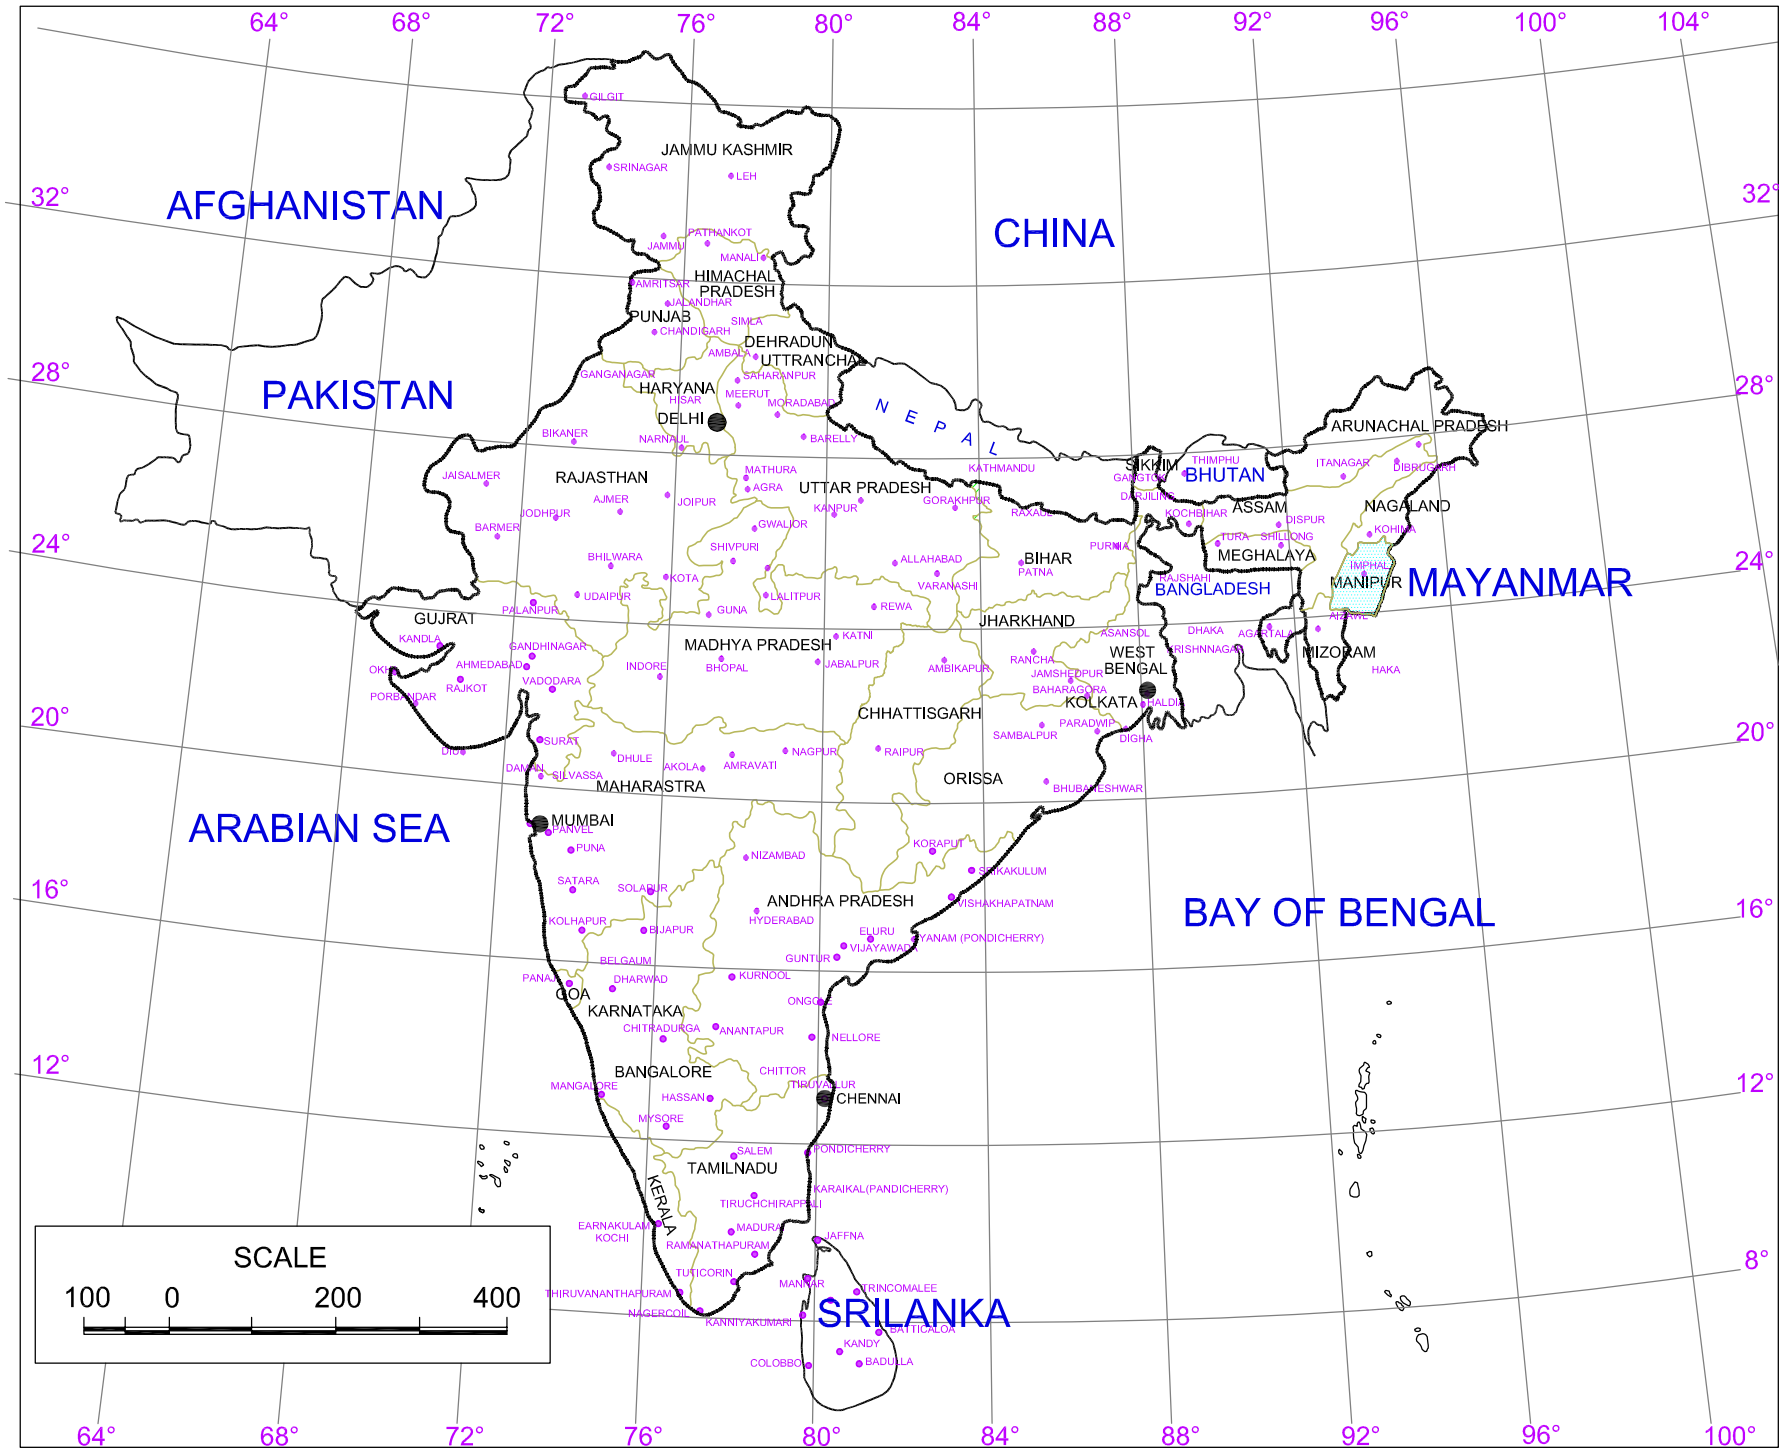 64° 68° 72° 76° 80° 84° 88° 92° 96° 100° 104°
GILGIT
JAMMU KASHMIR
SRINAGAR
LEH
32°
AFGHANISTAN
32°
CHINA
PATHANKOT
JAMMU
MANALI
HIMACHAL
PRADESH
AMRITSAR
JALANDHAR
PUNJAB
SIMLA
CHANDIGARH
DEHRADUN
AMBALA
UTTRANCHAL
28°
GANGANAGAR
SAHARANPUR
28°
PAKISTAN
HARYANA
HISAR
MEERUT
MORADABAD
DELHI
NEPAL
ARUNACHAL PRADESH
BIKANER
NARNAUL
BARELLY
KATHMANDU
SIKKIM
THIMPHU
ITANAGAR
DIBRUGARH
JAISALMER
RAJASTHAN
MATHURA
AGRA
UTTAR PRADESH
GANGTOK
BHUTAN
DARJILING
AJMER
JOIPUR
GORAKHPUR
KANPUR
RAXAUL
KOCHBIHAR
ASSAM
NAGALAND
JODHPUR
BARMER
GWALIOR
DISPUR
KOHIMA
24°
SHIVPURI
PURNIA
TURA
SHILLONG
BHILWARA
ALLAHABAD
BIHAR
MEGHALAYA
24°
KOTA
VARANASHI
PATNA
RAJSHAHI
IMPHAL
MANIPUR
MAYANMAR
BANGLADESH
UDAIPUR
LALITPUR
PALANPUR
GUNA
REWA
GUJRAT
JHARKHAND
AIZAWL
KANDLA
GANDHINAGAR
MADHYA PRADESH
KATNI
ASANSOL
DHAKA
AGARTALA
OKHA
AHMEDABAD
INDORE
BHOPAL
JABALPUR
AMBIKAPUR
RANCHA
WEST
BENGAL
KRISHNNAGAR
MIZORAM
HAKA
RAJKOT
VADODARA
JAMSHEDPUR
BAHARAGORA
PORBANDAR
KOLKATA
HALDIA
20°
CHHATTISGARH
SAMBALPUR
PARADWIP
DIGHA
20°
DIU
SURAT
DHULE
NAGPUR
RAIPUR
DAMAN
SILVASSA
AKOLA
AMRAVATI
MAHARASTRA
ORISSA
BHUBANESHWAR
ARABIAN SEA
MUMBAI
PANVEL
PUNA
NIZAMBAD
KORAPUT
SRIKAKULUM
16°
SATARA
SOLAPUR
ANDHRA PRADESH
VISHAKHAPATNAM
BAY OF BENGAL
16°
KOLHAPUR
BIJAPUR
HYDERABAD
ELURU
YANAM (PONDICHERRY)
VIJAYAWADA
BELGAUM
GUNTUR
PANAJI
DHARWAD
KURNOOL
GOA
KARNATAKA
ONGOLE
CHITRADURGA
ANANTAPUR
NELLORE
12°
BANGALORE
CHITTOR
12°
MANGALORE
TIRUVALLUR
HASSAN
CHENNAI
MYSORE
SALEM
PONDICHERRY
TAMILNADU
KERALA
KARAIKAL(PANDICHERRY)
TIRUCHCHIRAPPALI
EARNAKULAM
KOCHI
MADURA
JAFFNA
RAMANATHAPURAM
8°
SCALE
TUTICORIN
MANNAR
TRINCOMALEE
THIRUVANANTHAPURAM
100 0 200 400
NAGERCOIL
KANNIYAKUMARI
SRILANKA
BATTICALOA
KANDY
COLOBBO
BADULLA
64° 68° 72° 76° 80° 84° 88° 92° 96° 100°